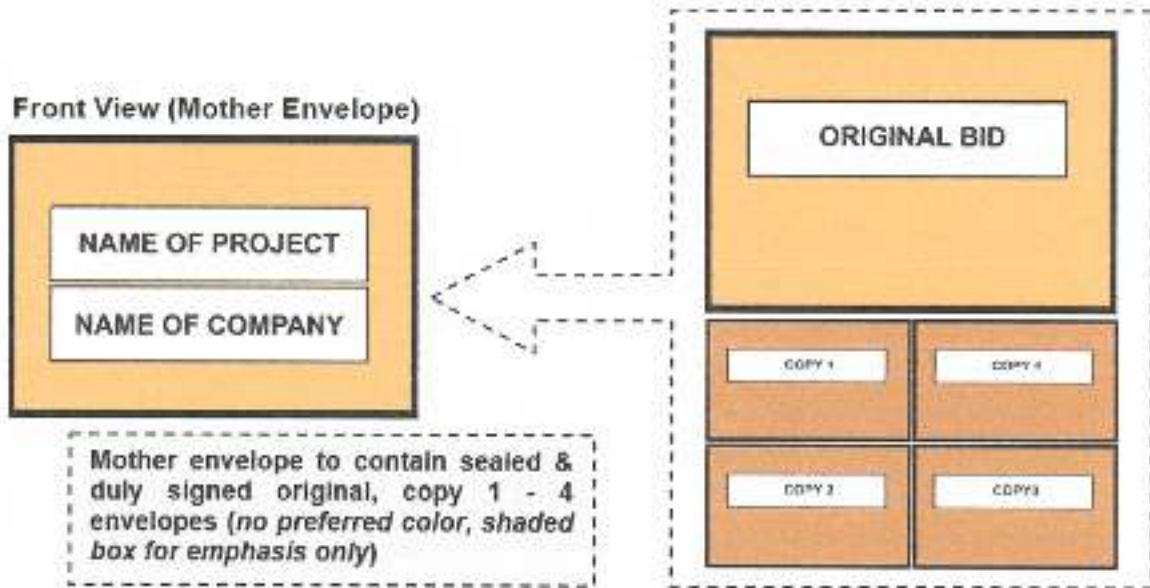 Front View (Mother Envelope)
NAME OF PROJECT
NAME OF COMPANY
Mother envelope to contain sealed &
duly signed original, copy 1 - 4
envelopes (no preferred color, shaded
box for emphasis only)
ORIGINAL BID
COPY 1
COPY 4
COPY 2
COPY3